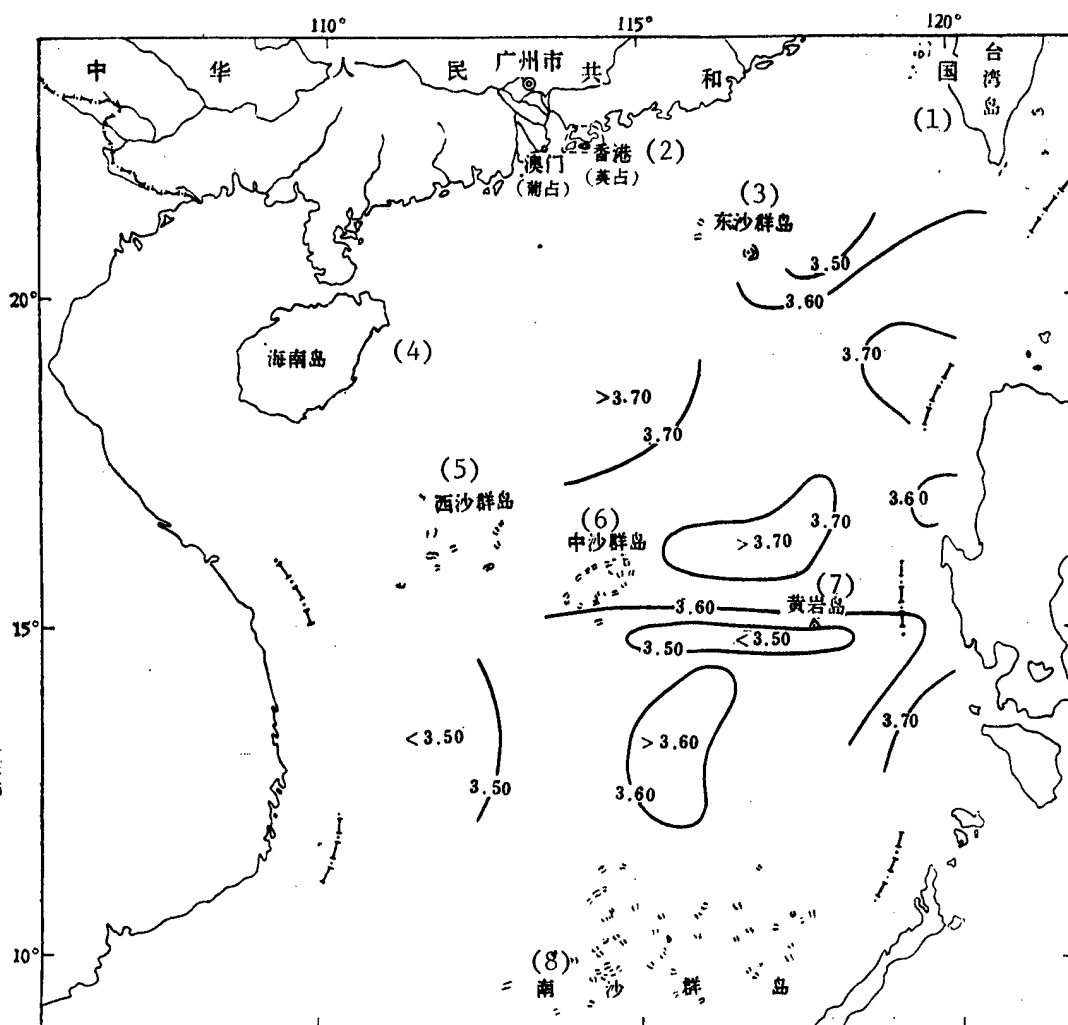 110° 115° 120°
中 华 人 民 共 和 国
广州市
台湾岛
(1)
澳门
(葡占)
香港 (2)
(英占)
(3)
东沙群岛
3.50
3.60
20°
海南岛
(4)
3.70
>3.70
3.70
(5)
西沙群岛
(6)
中沙群岛
3.60
3.70
>3.70
(7)
黄岩岛
3.60
15°
3.50
<3.50
3.70
<3.50
>3.60
3.50
3.60
10°
(8)
南 沙 群 岛